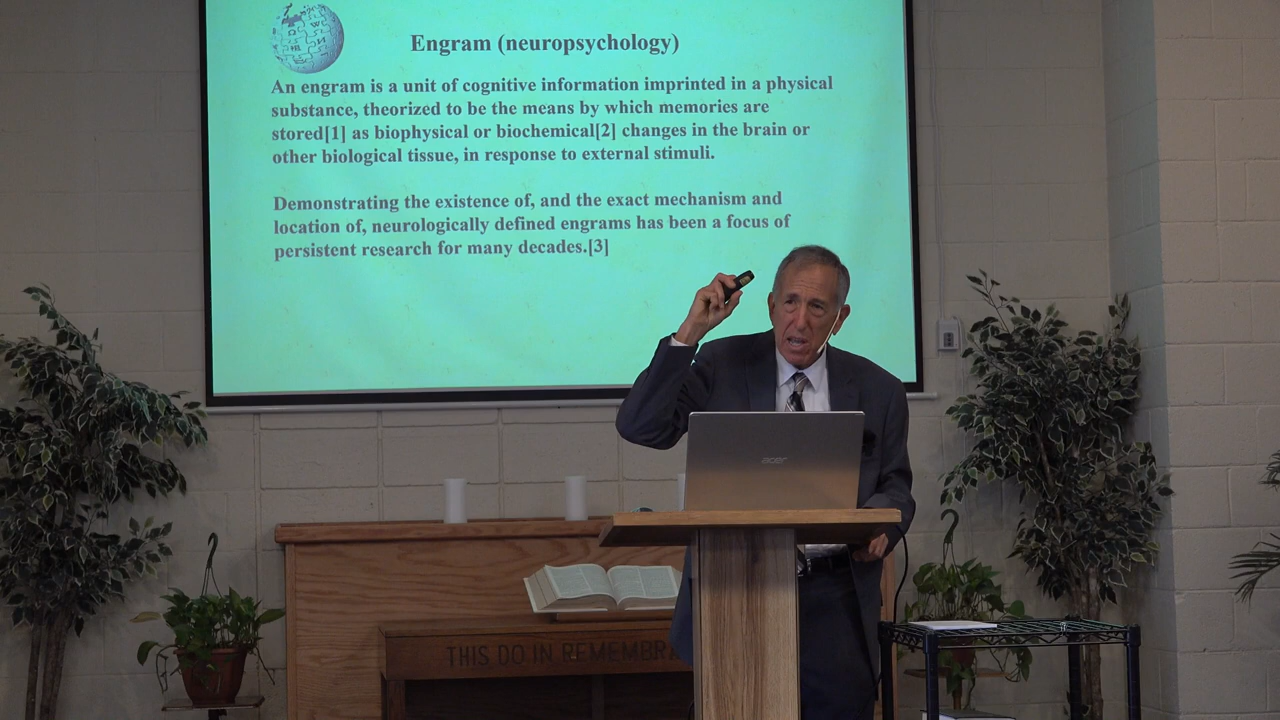 Engram (neuropsychology)
An engram is a unit of cognitive information imprinted in a physical
substance, theorized to be the means by which memories are
stored[1] as biophysical or biochemical[2] changes in the brain or
other biological tissue, in response to external stimuli.
Demonstrating the existence of, and the exact mechanism and
location of, neurologically defined engrams has been a focus of
persistent research for many decades.[3]
acer
THIS DO IN REMEMBR